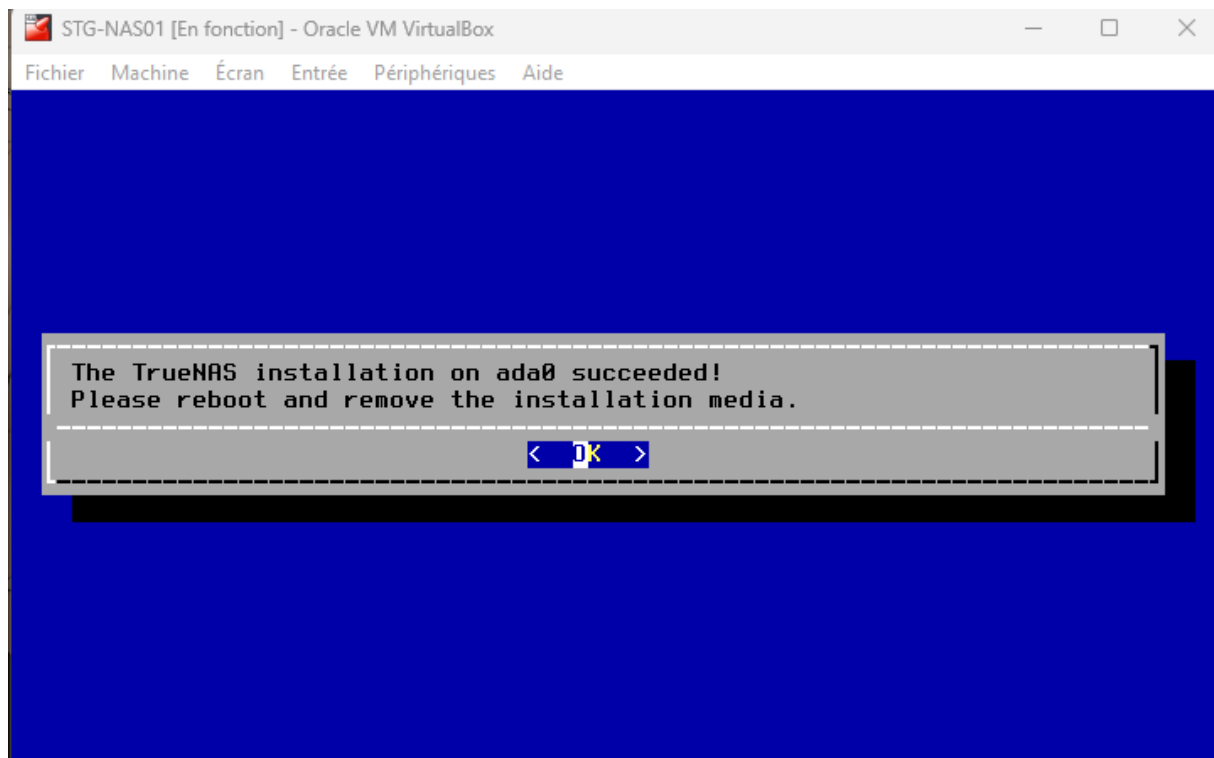 STG-NAS01 [En fonction] - Oracle VM VirtualBox
Fichier Machine Écran Entrée Périphériques Aide
The TrueNAS installation on ada0 succeeded!
Please reboot and remove the installation media.
< OK >